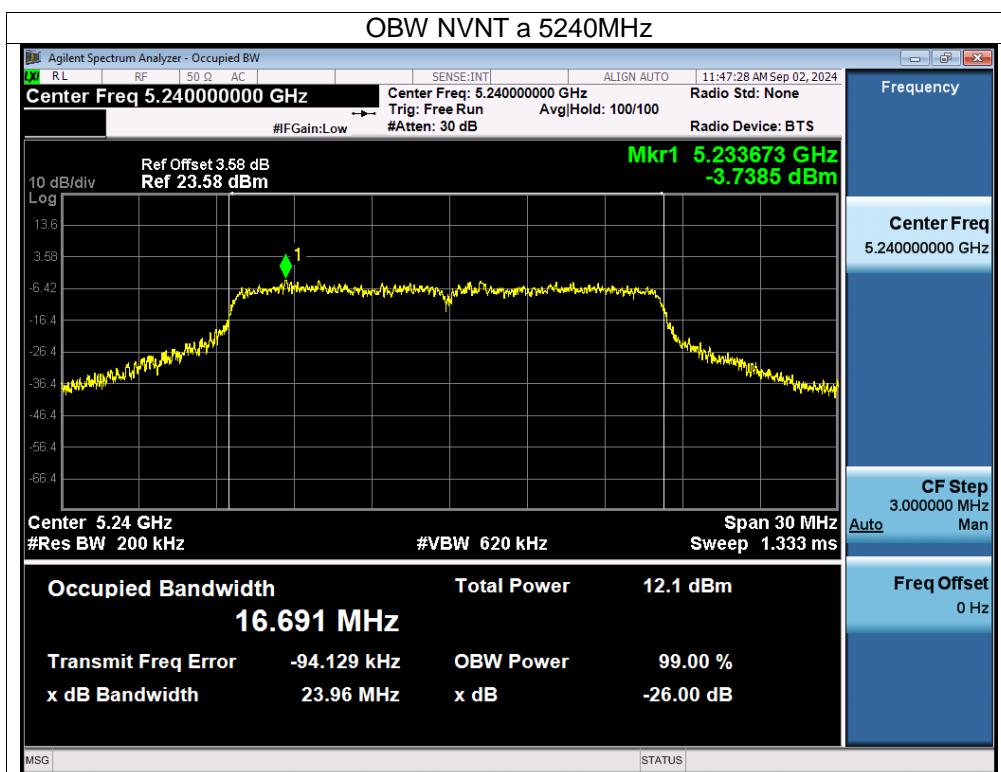 OBW NVNT a 5240MHz
Agilent Spectrum Analyzer - Occupied BW
LXI RL RF 50 Ω AC SENSE:INT ALIGN AUTO 11:47:28 AM Sep 02, 2024
Center Freq 5.240000000 GHz
Center Freq: 5.240000000 GHz
Radio Std: None
Trig: Free Run Avg|Hold: 100/100
#IFGain:Low #Atten: 30 dB Radio Device: BTS
Ref Offset 3.58 dB
10 dB/div Ref 23.58 dBm
Mkr1 5.233673 GHz
-3.7385 dBm
Log
13.6
3.58
-6.42
-16.4
-26.4
-36.4
-46.4
-56.4
-66.4
1
Center 5.24 GHz Span 30 MHz
#Res BW 200 kHz #VBW 620 kHz Sweep 1.333 ms
Occupied Bandwidth Total Power 12.1 dBm
16.691 MHz
Transmit Freq Error -94.129 kHz OBW Power 99.00 %
x dB Bandwidth 23.96 MHz x dB -26.00 dB
Frequency
Center Freq
5.240000000 GHz
CF Step
3.000000 MHz
Auto Man
Freq Offset
0 Hz
MSG STATUS